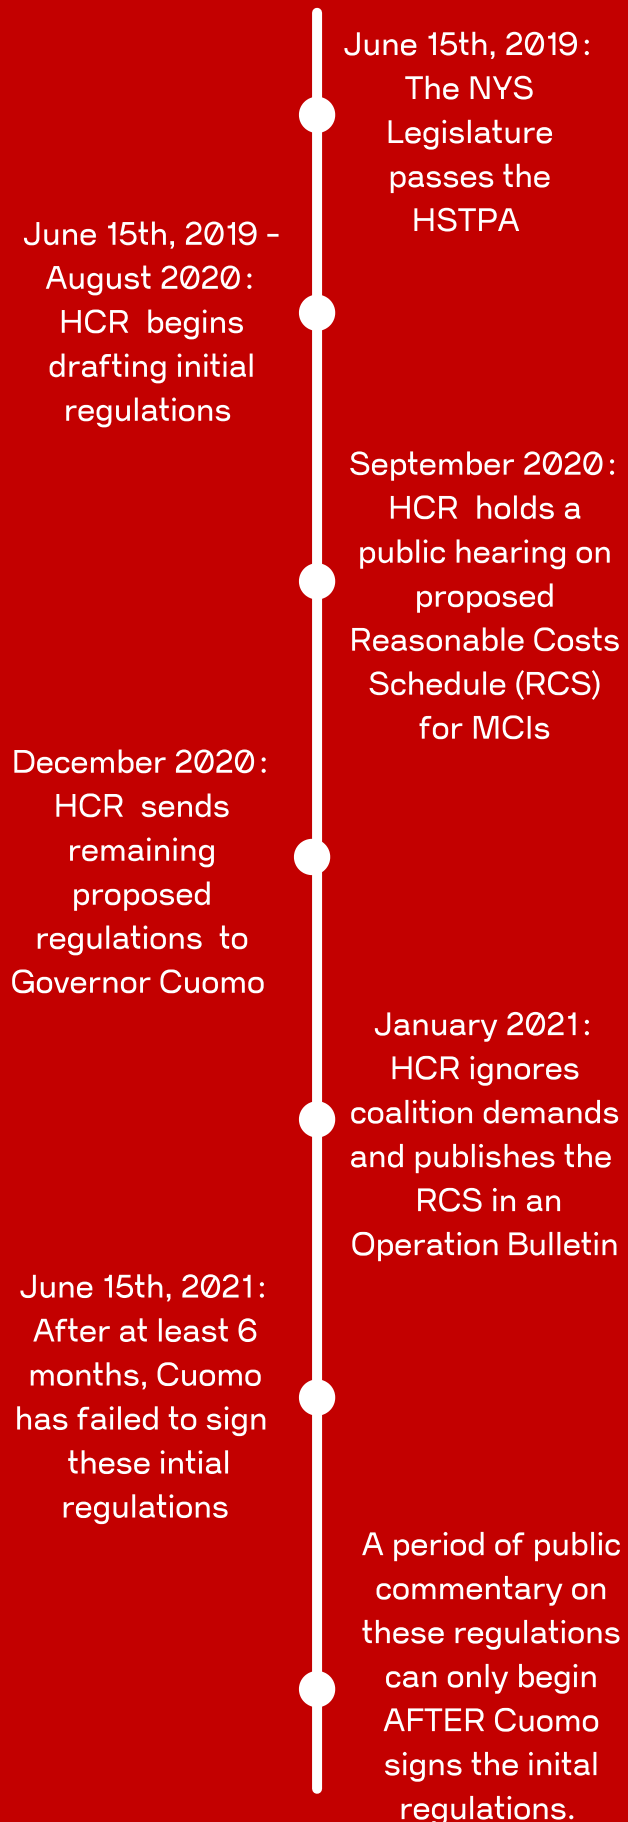 June 15th, 2019:
The NYS
Legislature
passes the
HSTPA
June 15th, 2019 -
August 2020:
HCR  begins
drafting initial
regulations
September 2020:
HCR  holds a
public hearing on
proposed
Reasonable Costs
Schedule (RCS)
for MCIs
December 2020:
HCR  sends
remaining
proposed
regulations  to
Governor Cuomo
January 2021:
HCR ignores
coalition demands
and publishes the
RCS in an
Operation Bulletin
June 15th, 2021:
After at least 6
months, Cuomo
has failed to sign
these intial
regulations
A period of public
commentary on
these regulations
can only begin
AFTER Cuomo
signs the inital
regulations.